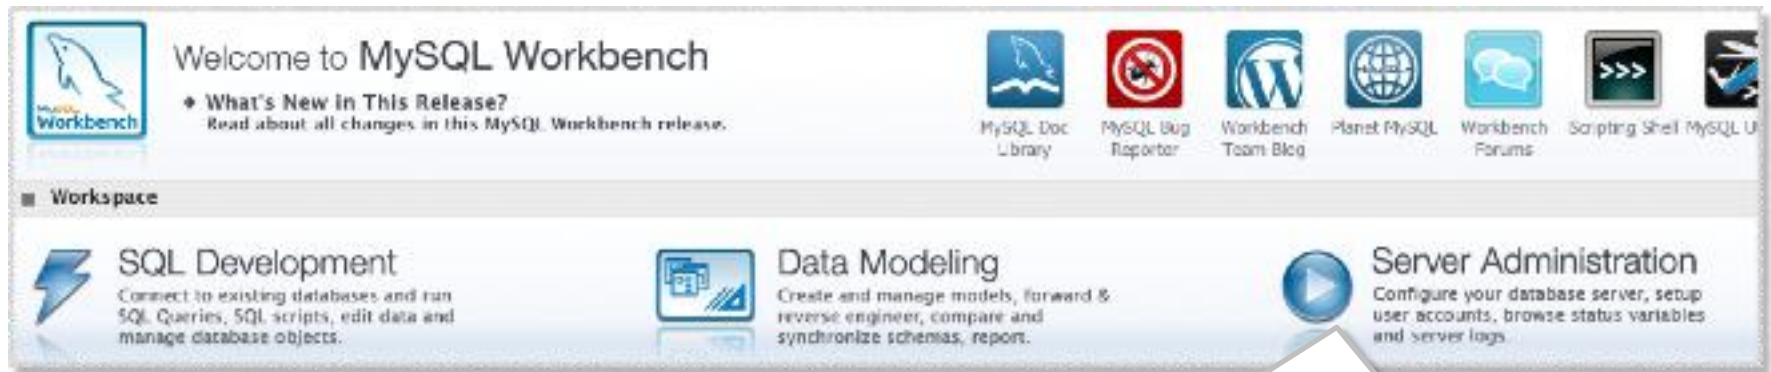 Welcome to MySQL Workbench
What's New in This Release?
Read about all changes in this MySQL Workbench release.
MySQL
Workbench
MySQL Doc
Library
MySQL Bug
Reporter
Workbench
Team Blog
Planet MySQL
Workbench
Forums
>>>
Scripting Shell
MySQL U
Workspace
SQL Development
Connect to existing databases and run
SQL Queries, SQL scripts, edit data and
manage database objects.
Data Modeling
Create and manage models, forward &
reverse engineer, compare and
synchronize schemas, report.
Server Administration
Configure your database server, setup
user accounts, browse status variables
and server logs.